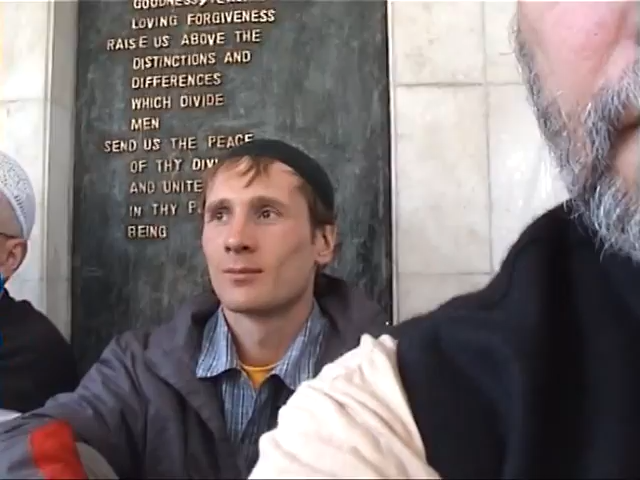 GOODNESS
LOVING FORGIVENESS
RAISE US ABOVE THE
DISTINCTIONS AND
DIFFERENCES
WHICH DIVIDE
MEN
SEND US THE PEACE
OF THY
AND UNITE
IN THY
BEING